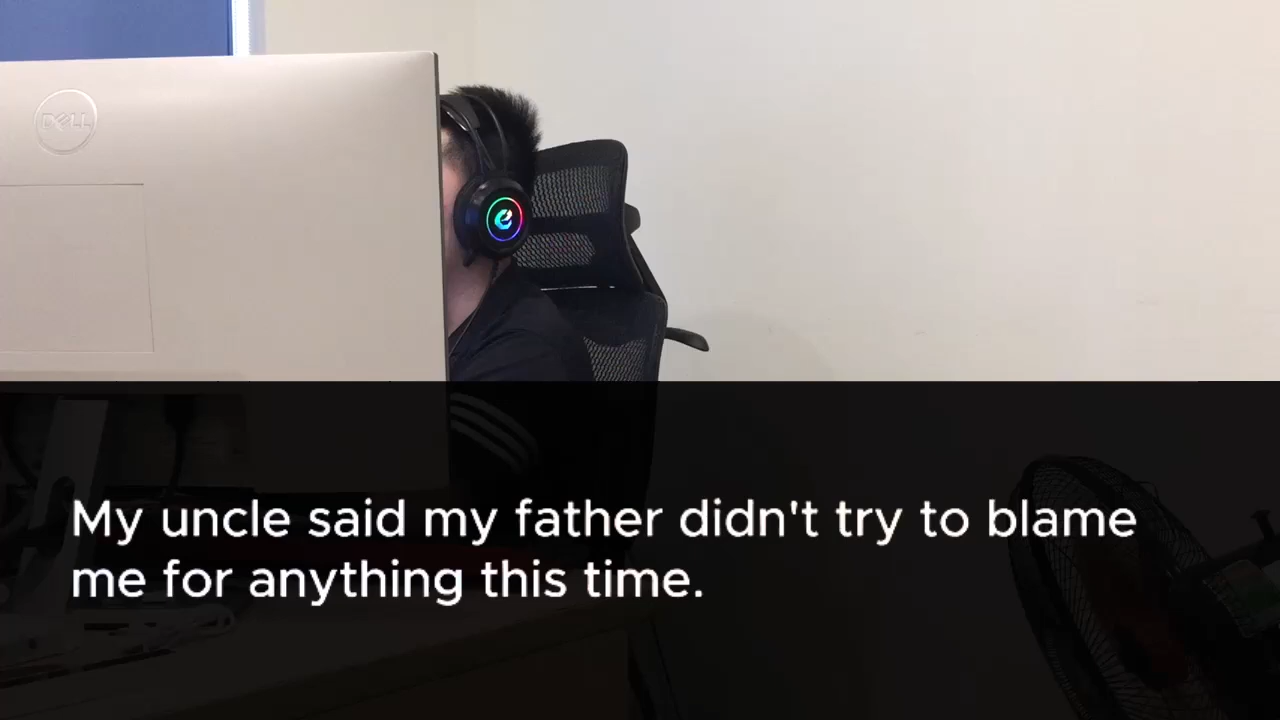 DELL
My uncle said my father didn't try to blame
me for anything this time.